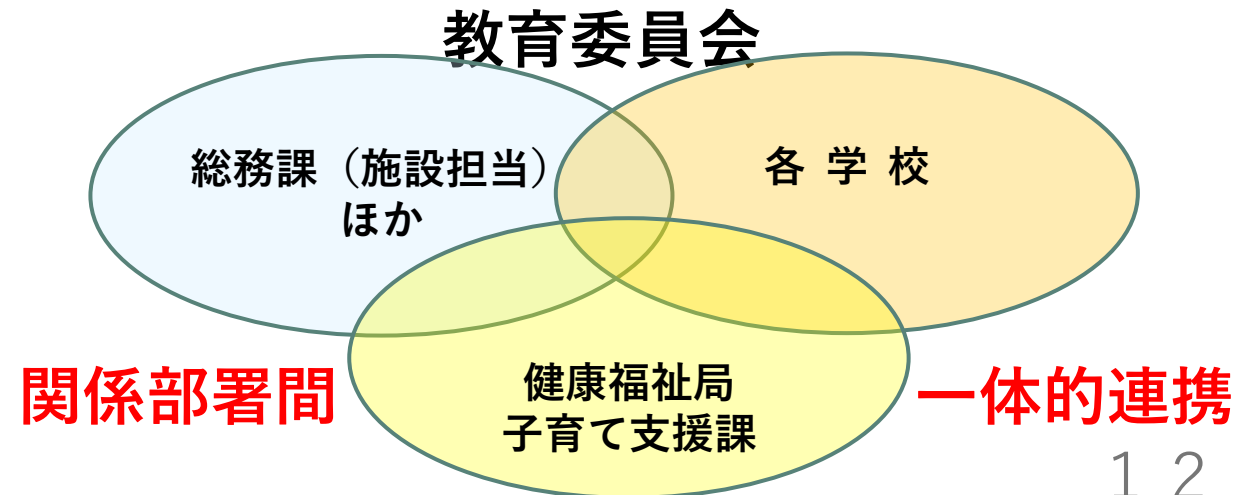 教育委員会
総務課（施設担当）
ほか
各 学 校
関係部署間
健康福祉局
子育て支援課
一体的連携
１２